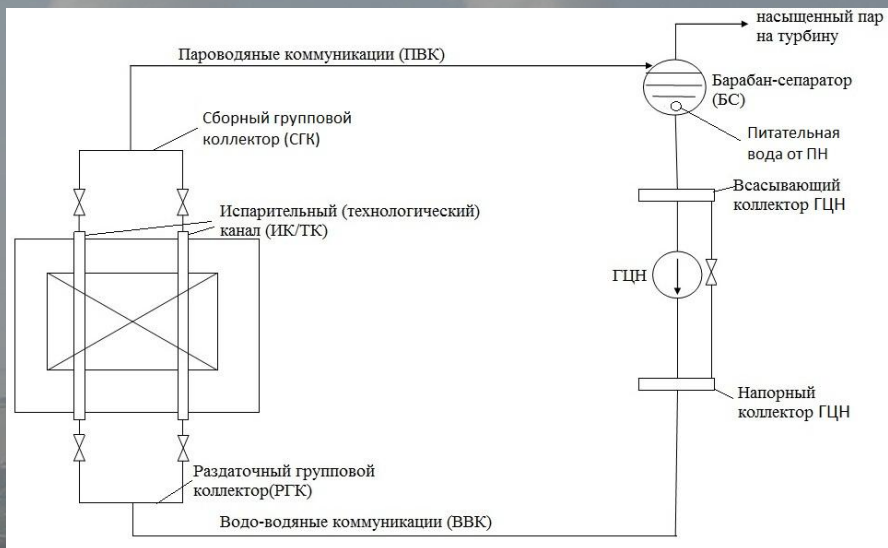 насыщенный пар
на турбину
Пароводяные коммуникации (ПВК)
Барабан-сепаратор
(БС)
Сборный групповой
коллектор (СГК)
Питательная
вода от ПН
Всасывающий
коллектор ГЦН
Испарительный (технологический)
канал (ИК/ТК)
ГЦН
Напорный
коллектор ГЦН
Раздаточный групповой
коллектор(РГК)
Водо-водяные коммуникации (ВВК)